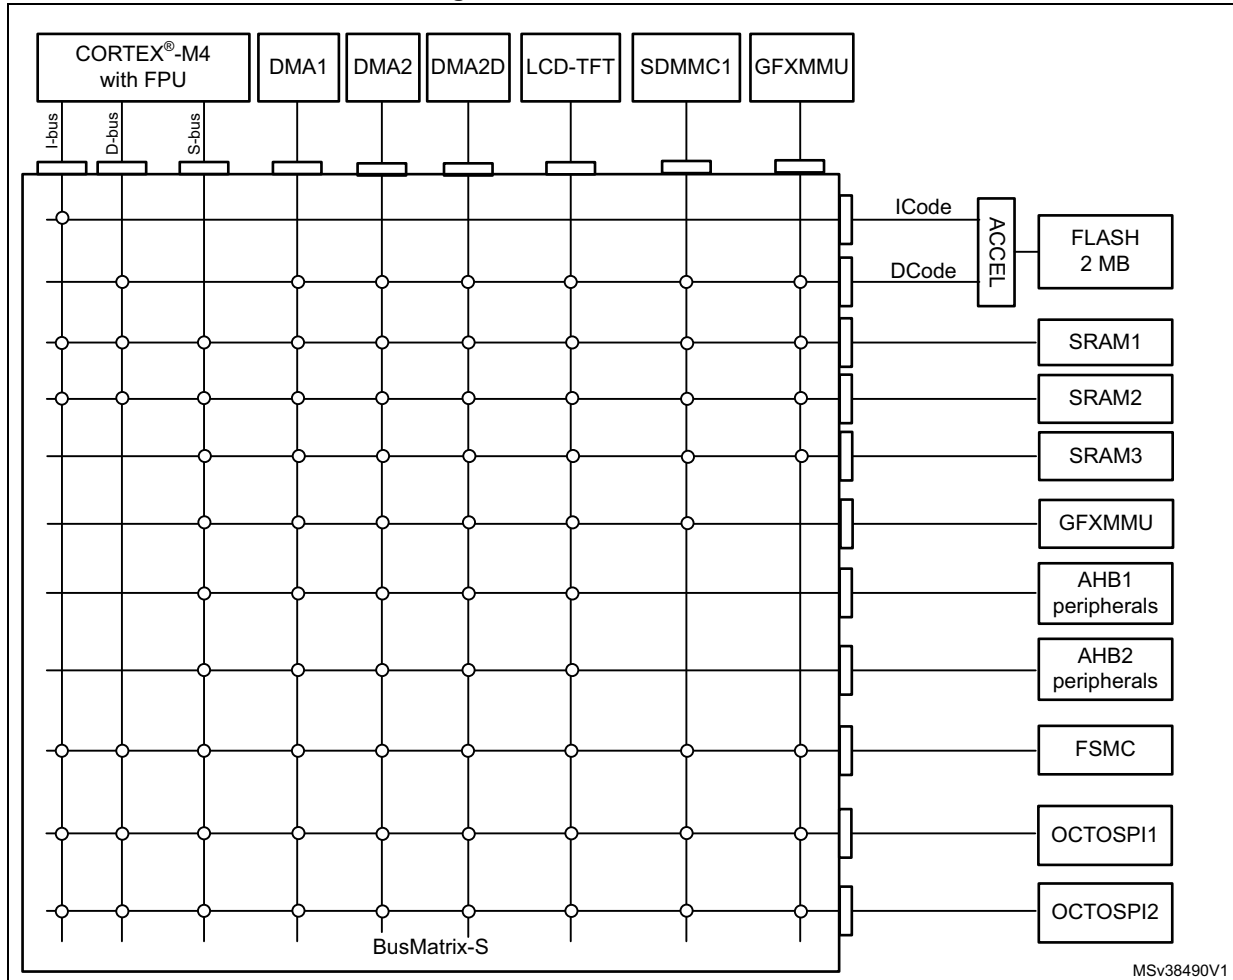 CORTEX®-M4
with FPU
DMA1
DMA2
DMA2D
LCD-TFT
SDMMC1
GFXMMU
I-bus
D-bus
S-bus
ICode
DCode
ACCEL
FLASH
2 MB
SRAM1
SRAM2
SRAM3
GFXMMU
AHB1
peripherals
AHB2
peripherals
FSMC
OCTOSPI1
OCTOSPI2
BusMatrix-S
MSv38490V1